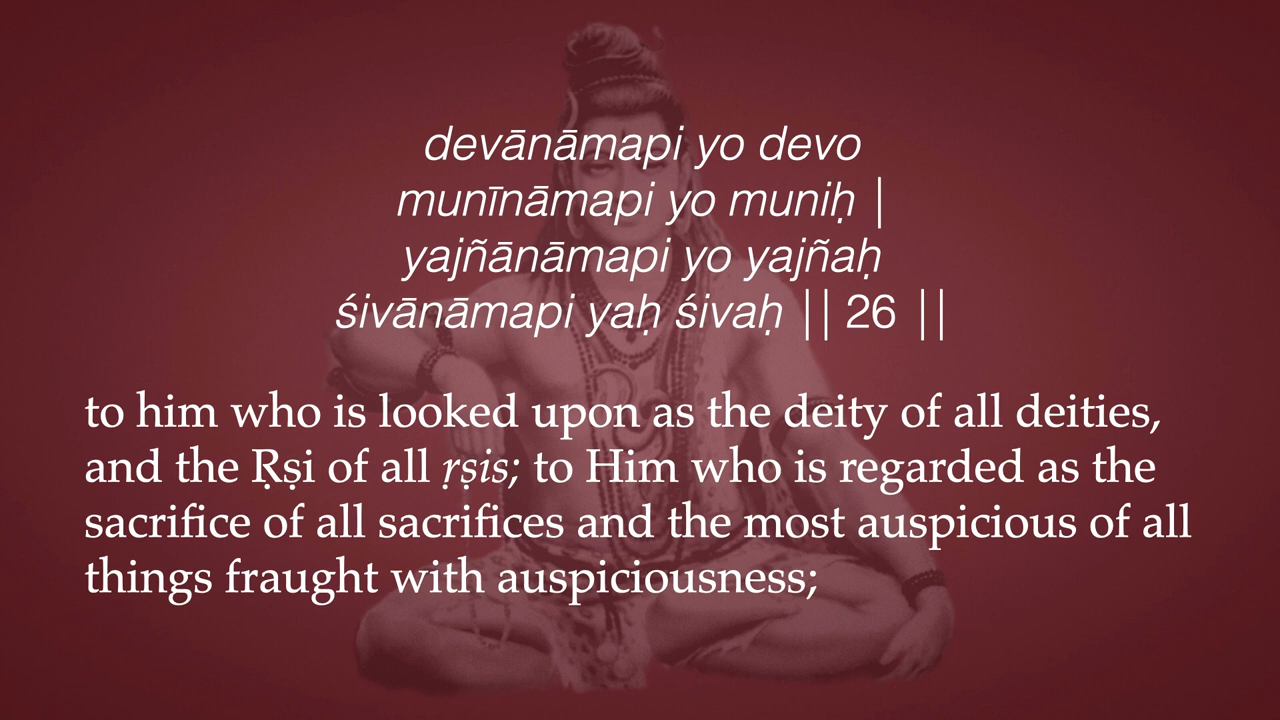 devānāmapi yo devo
munīnāmapi yo muniḥ |
yajñānāmapi yo yajñaḥ
śivānāmapi yaḥ śivaḥ || 26 ||
to him who is looked upon as the deity of all deities,
and the Ṛṣi of all ṛṣis; to Him who is regarded as the
sacrifice of all sacrifices and the most auspicious of all
things fraught with auspiciousness;